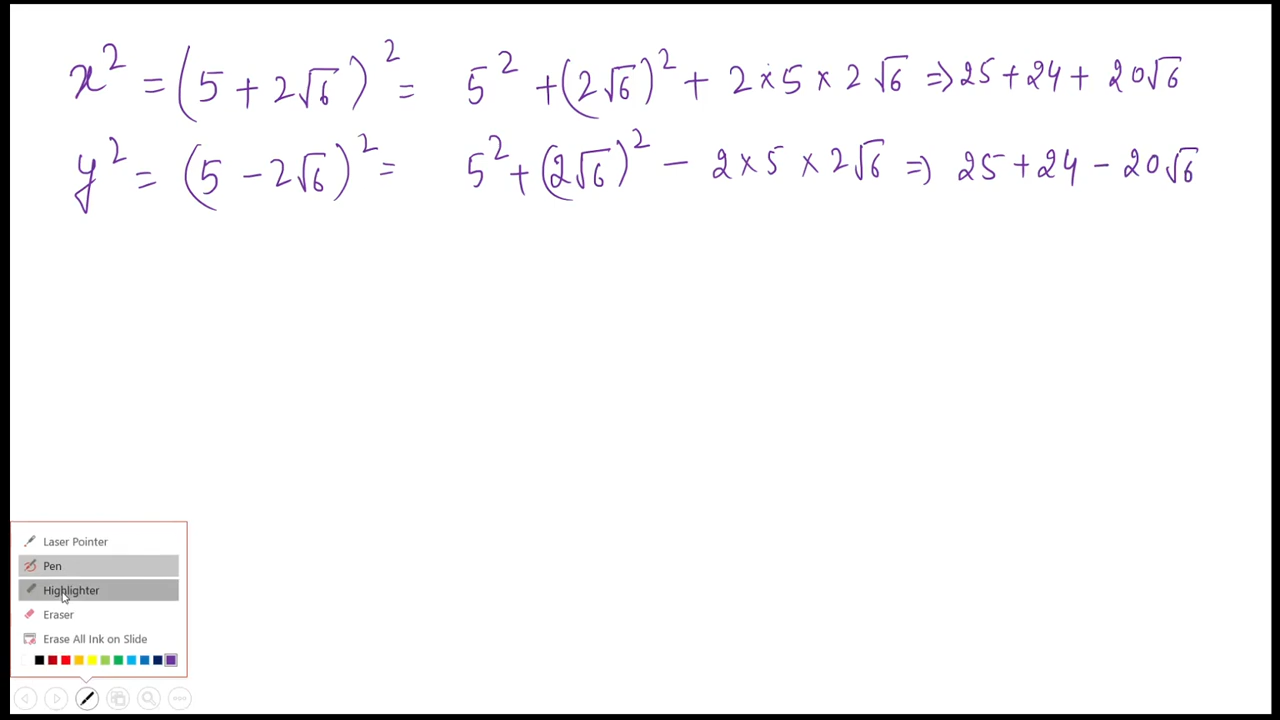 x² = (5 + 2√6)² = 5² + (2√6)² + 2 × 5 × 2√6 ⇒ 25 + 24 + 20√6
y² = (5 − 2√6)² = 5² + (2√6)² − 2 × 5 × 2√6 ⇒ 25 + 24 − 20√6
Laser Pointer
Pen
Highlighter
Eraser
Erase All Ink on Slide